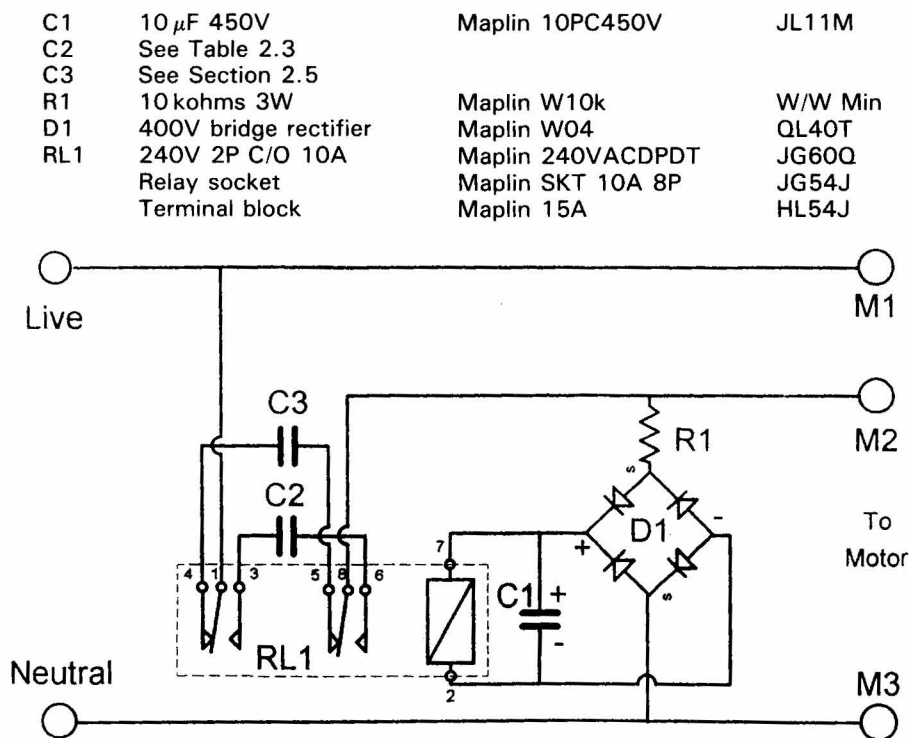 C1 10 μF 450V Maplin 10PC450V JL11M
C2 See Table 2.3
C3 See Section 2.5
R1 10 kohms 3W Maplin W10k W/W Min
D1 400V bridge rectifier Maplin W04 QL40T
RL1 240V 2P C/O 10A Maplin 240VACDPDT JG60Q
Relay socket Maplin SKT 10A 8P JG54J
Terminal block Maplin 15A HL54J
Live
M1
C3
R1
M2
C2
s
-
D1
+
To
Motor
4 1 3 5 8 6
7
C1 +
-
s
RL1
2
Neutral
M3